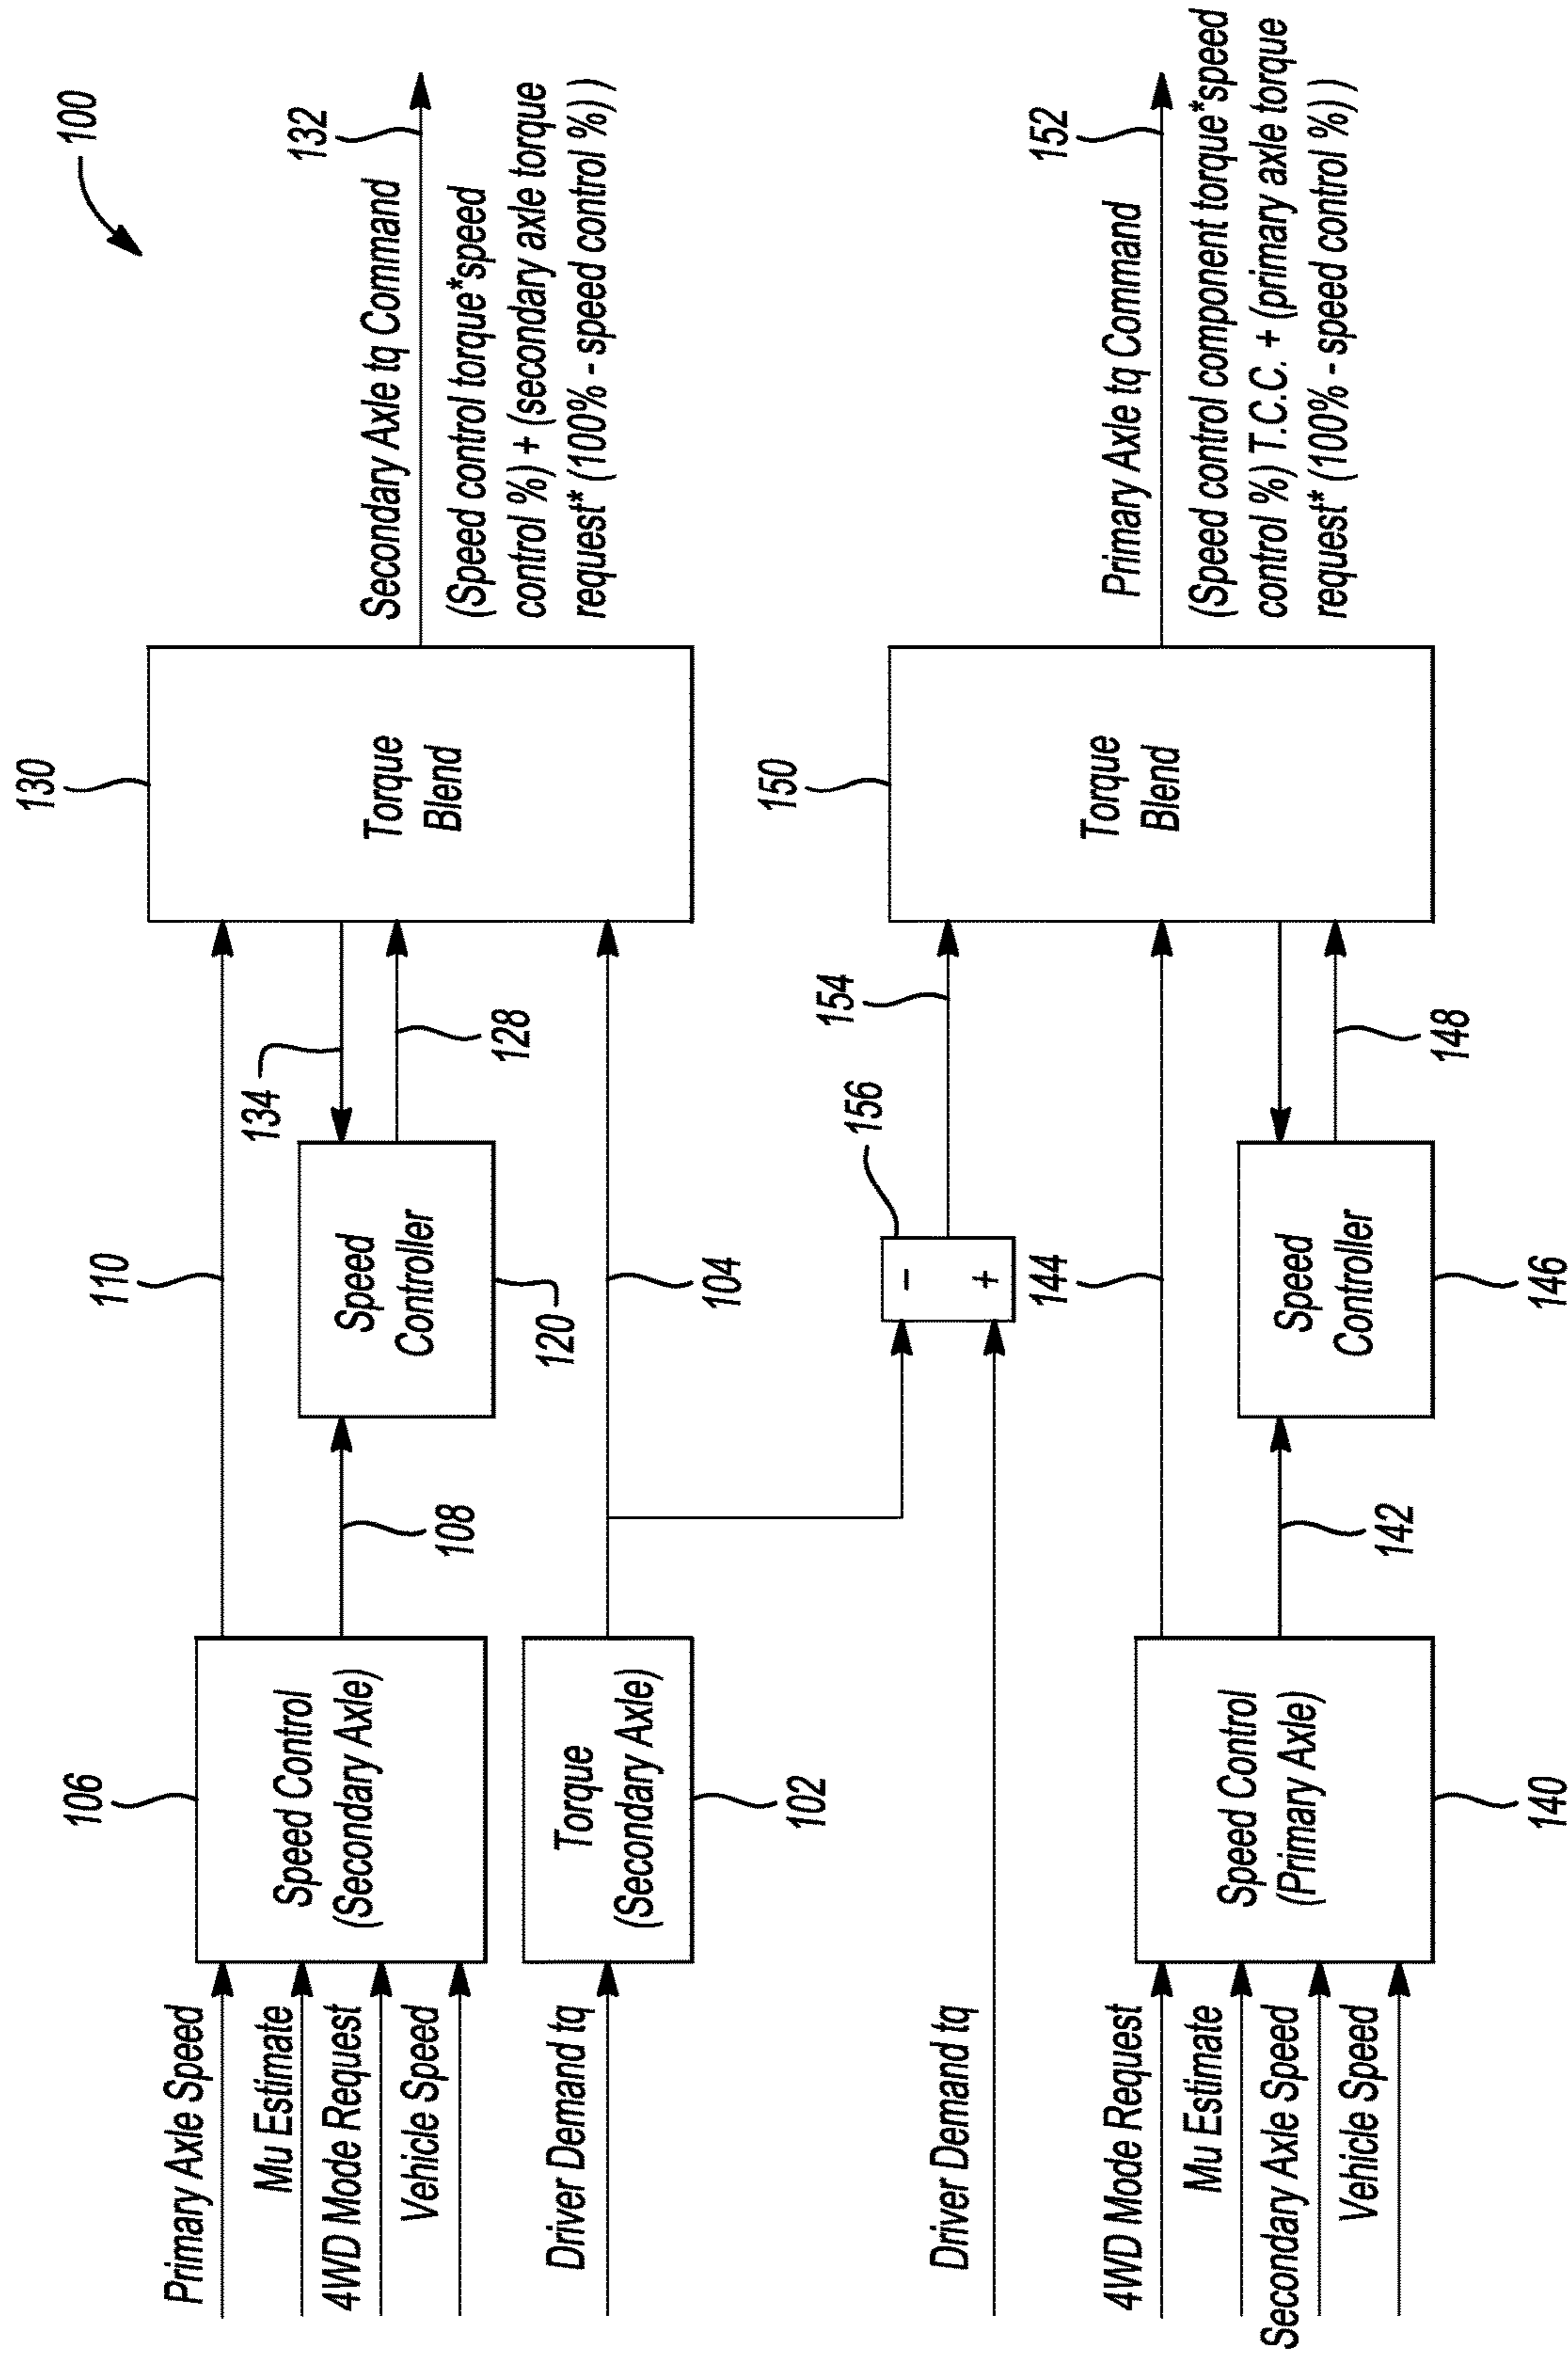 100
130
132
Secondary Axle tq Command
(Speed control torque*speed
control %) + (secondary axle torque
request* (100% - speed control %) )
Torque
Blend
110
134
128
Speed
Controller
120
104
108
106
Speed Control
(Secondary Axle)
Torque
(Secondary Axle)
102
Primary Axle Speed
Mu Estimate
4WD Mode Request
Vehicle Speed
Driver Demand tq
150
152
Primary Axle tq Command
(Speed control component torque*speed
control %) T.C.C. + (primary axle torque
request* (100% - speed control %) )
Torque
Blend
154
156
-
+
144
148
Speed
Controller
146
142
Speed Control
(Primary Axle)
140
Driver Demand tq
4WD Mode Request
Mu Estimate
Secondary Axle Speed
Vehicle Speed